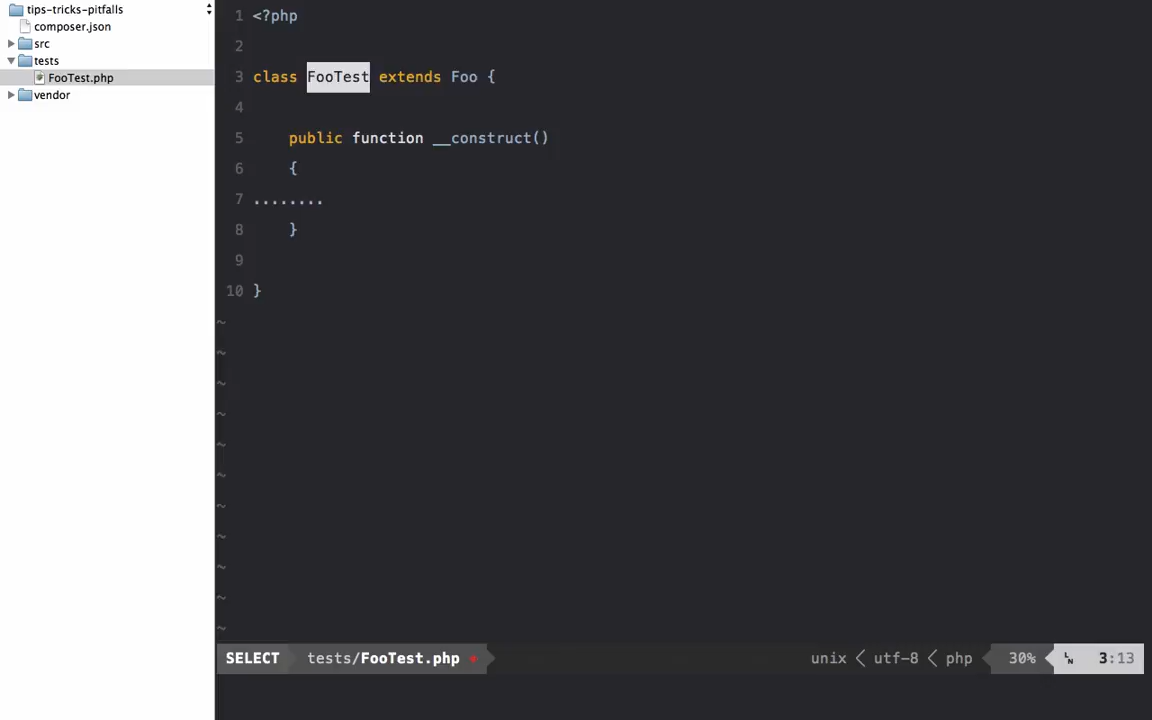 tips-tricks-pitfalls
composer.json
src
tests
FooTest.php
vendor
1 <?php
2
3 class FooTest extends Foo {
4
5 public function __construct()
6 {
7 ........
8 }
9
10 }
~
~
~
~
~
~
~
~
~
~
~
SELECT tests/FooTest.php unix utf-8 php 30% LN 3:13